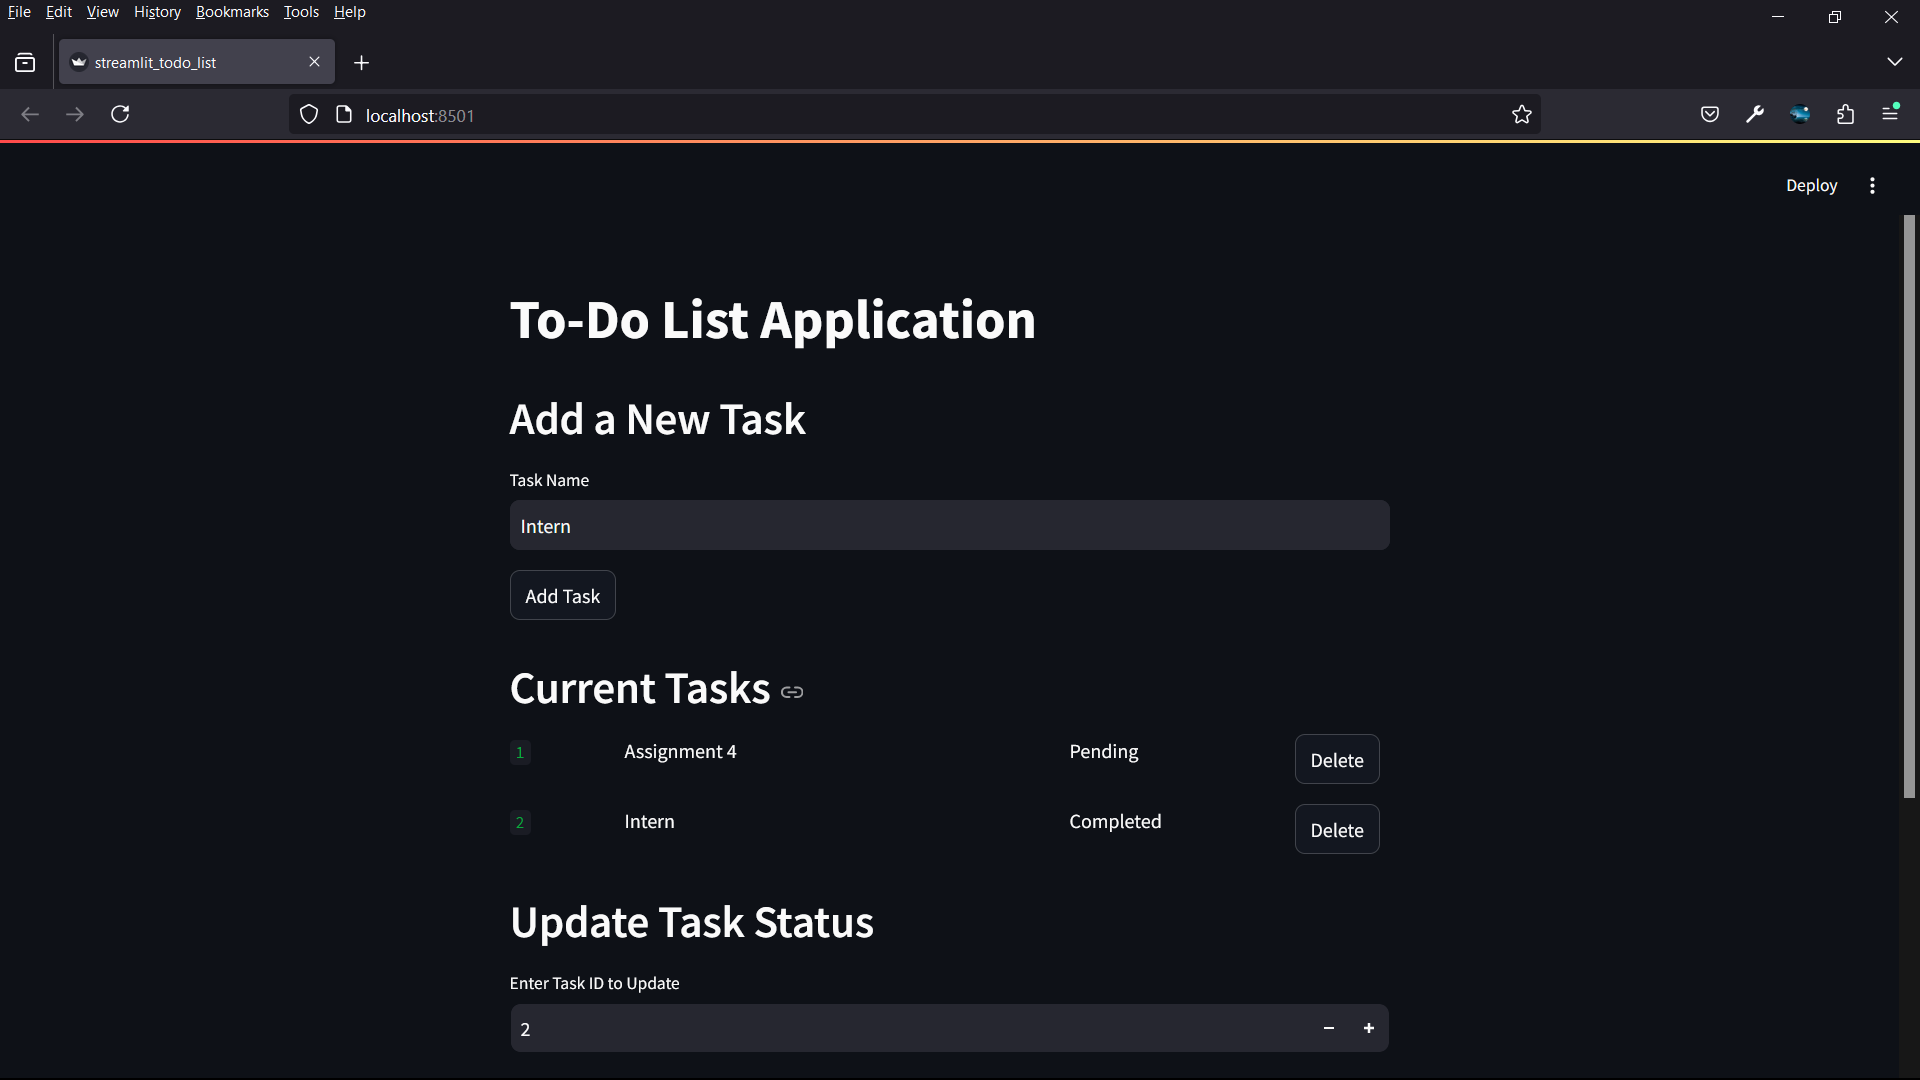 File Edit View History Bookmarks Tools Help
streamlit_todo_list
localhost:8501
Deploy
To-Do List Application
Add a New Task
Task Name
Intern
Add Task
Current Tasks
1 Assignment 4 Pending Delete
2 Intern Completed Delete
Update Task Status
Enter Task ID to Update
2